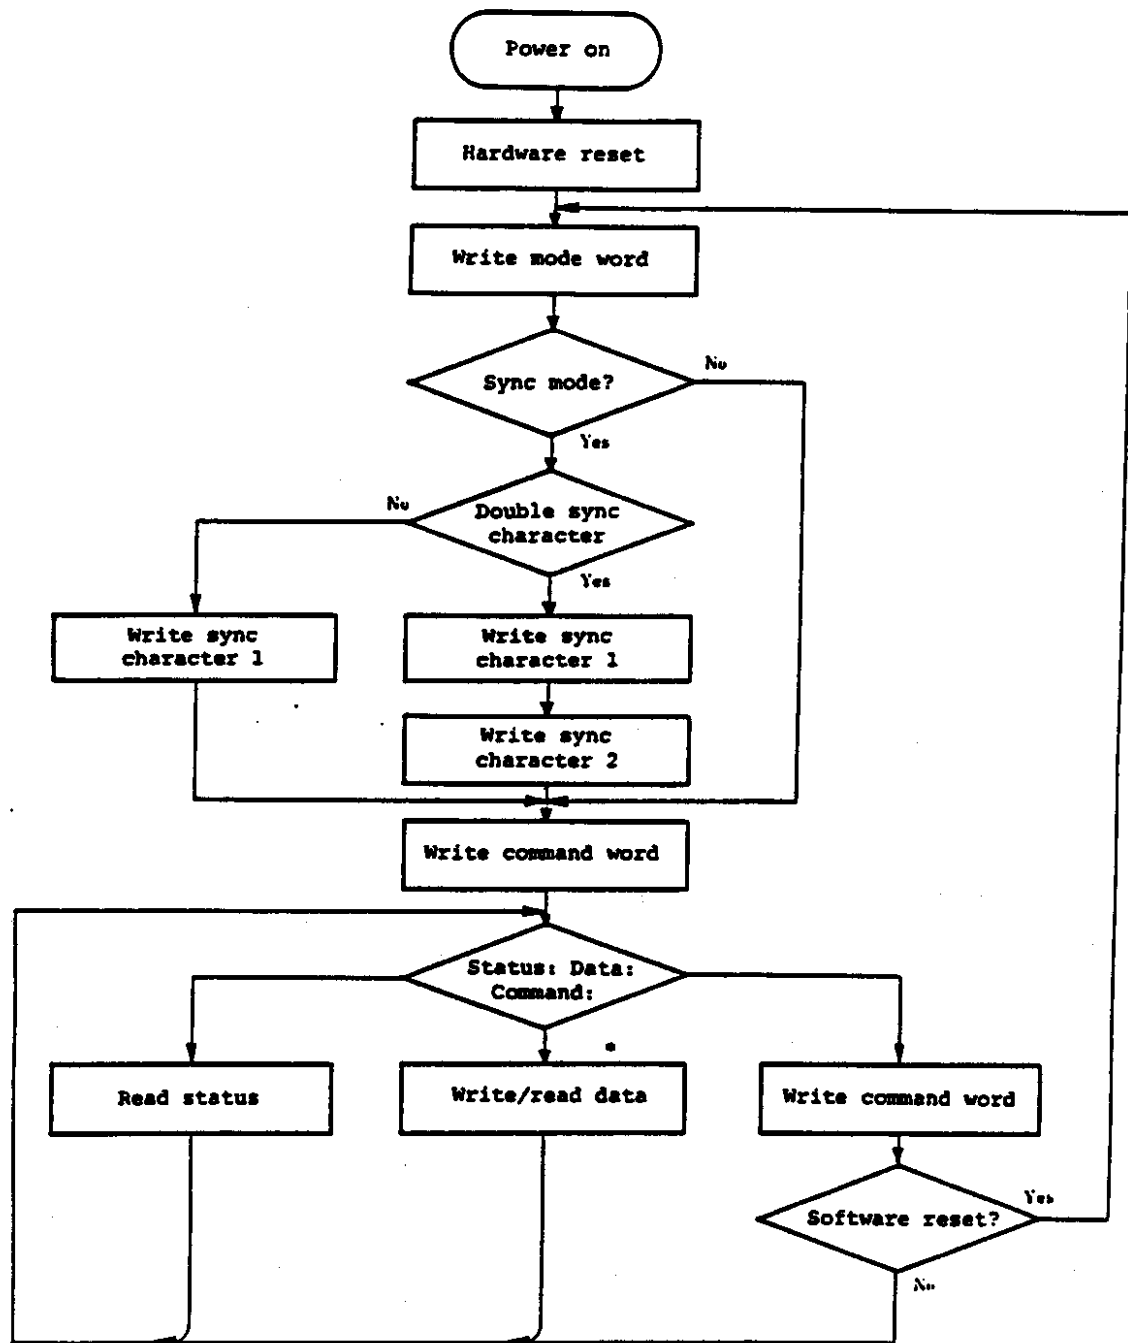 Power on
Hardware reset
Write mode word
Sync mode?
No
Yes
Double sync
character
No
Yes
Write sync
character 1
Write sync
character 1
Write sync
character 2
Write command word
Status: Data:
Command:
*
Read status
Write/read data
Write command word
Software reset?
Yes
No